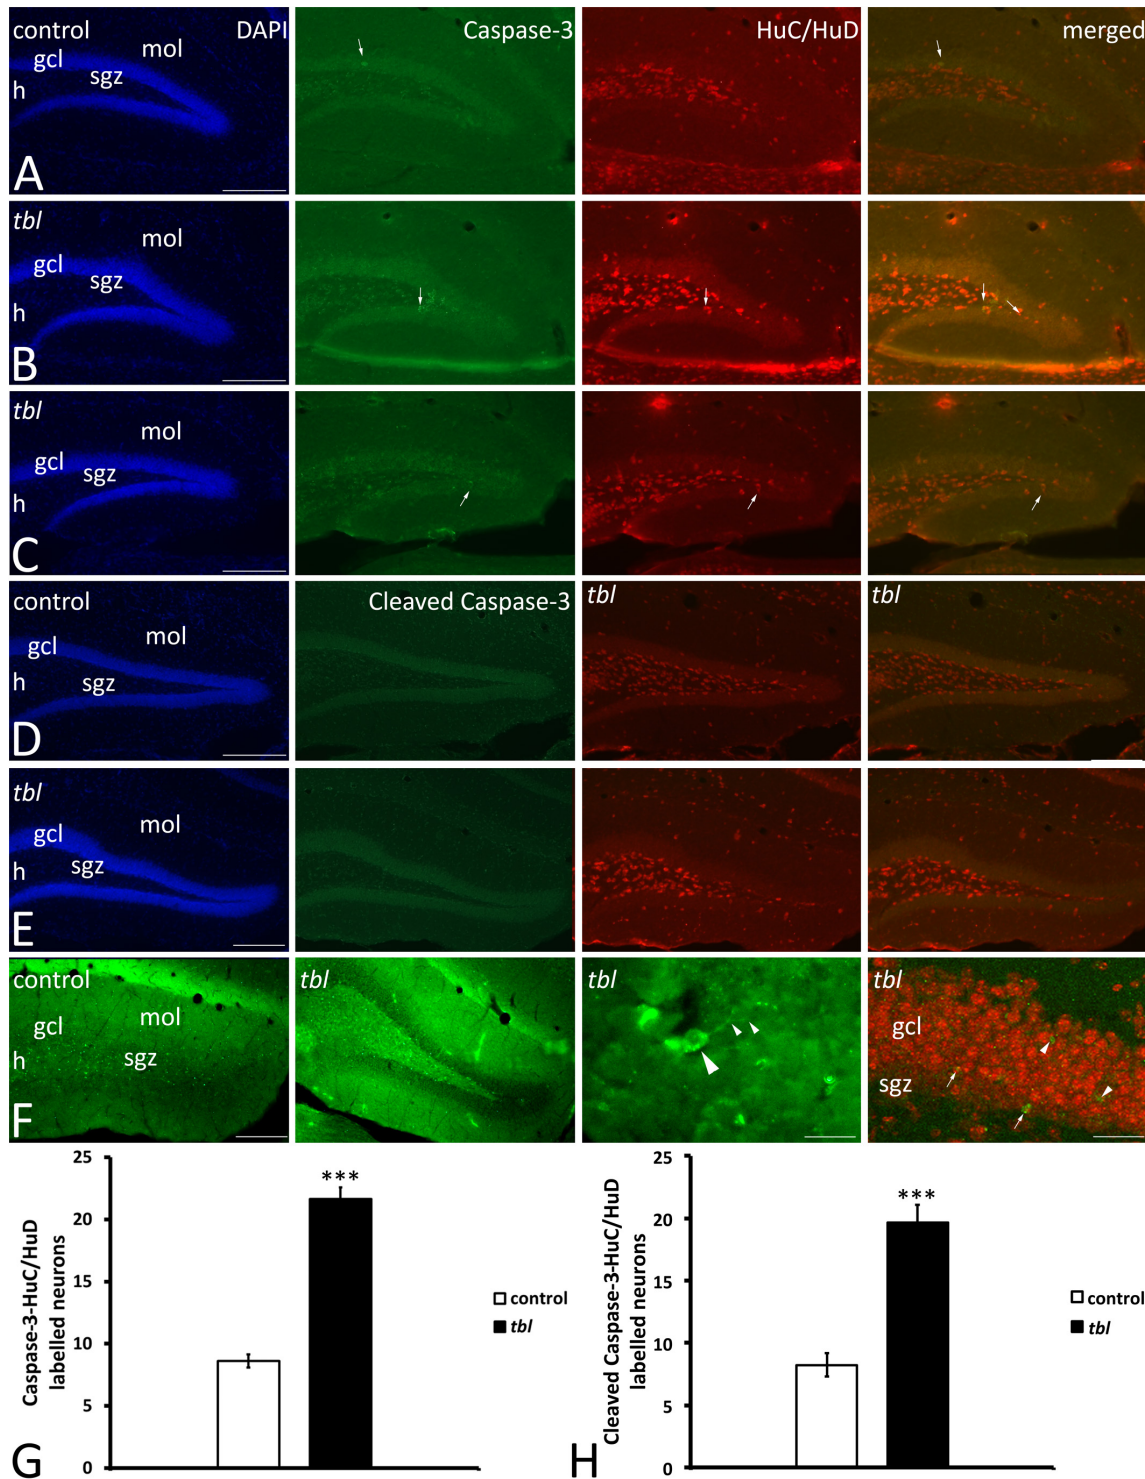 control DAPI Caspase-3 HuC/HuD merged
mol
gcl
sgz
h
A
tbl
mol
gcl
sgz
h
B
tbl
mol
gcl
sgz
h
C
control Cleaved Caspase-3 tbl tbl
mol
gcl
h
sgz
D
tbl
mol
gcl
h
sgz
E
control tbl tbl tbl
gcl mol gcl
h sgz sgz
F
25
20
15
10
5
0
Caspase-3-HuC/HuD
labelled neurons
***
control
tbl
G
25
20
15
10
5
0
Cleaved Caspase-3-HuC/HuD
labelled neurons
***
control
tbl
H